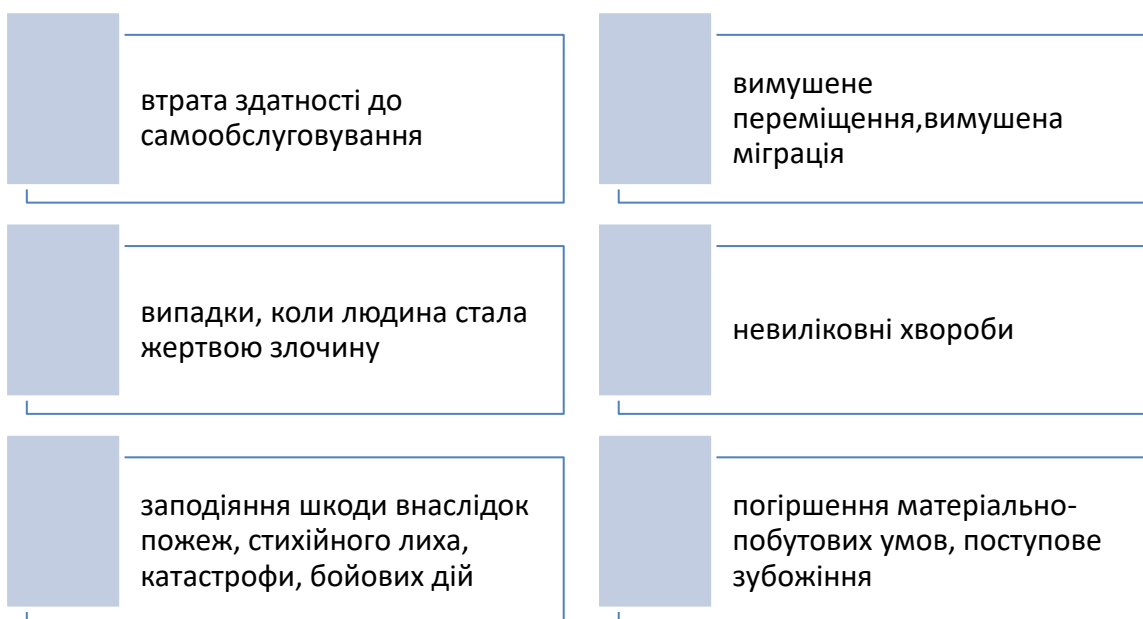 втрата здатності до
самообслуговування
вимушене
переміщення,вимушена
міграція
випадки, коли людина стала
жертвою злочину
невиліковні хвороби
заподіяння шкоди внаслідок
пожеж, стихійного лиха,
катастрофи, бойових дій
погіршення матеріально-
побутових умов, поступове
зубожіння